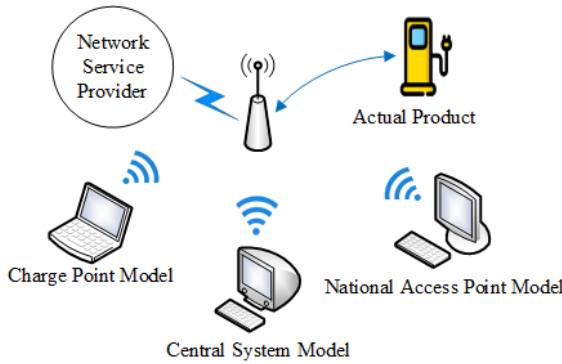 Network
Service
Provider
Actual Product
Charge Point Model
National Access Point Model
Central System Model